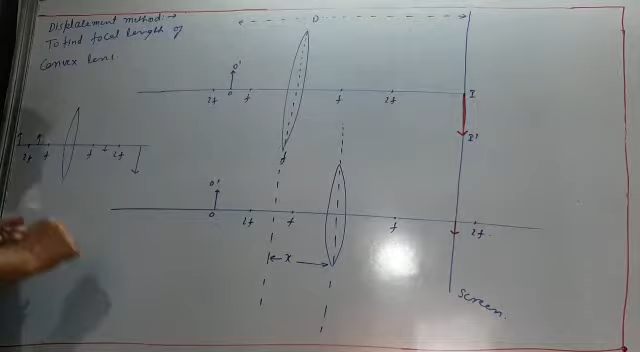 Displacement method :→
To find focal length of
Convex lens.
D
O'
2f O f f 2f I
I'
2f f f 2f
O'
O 2f f f 2f
x
Screen.